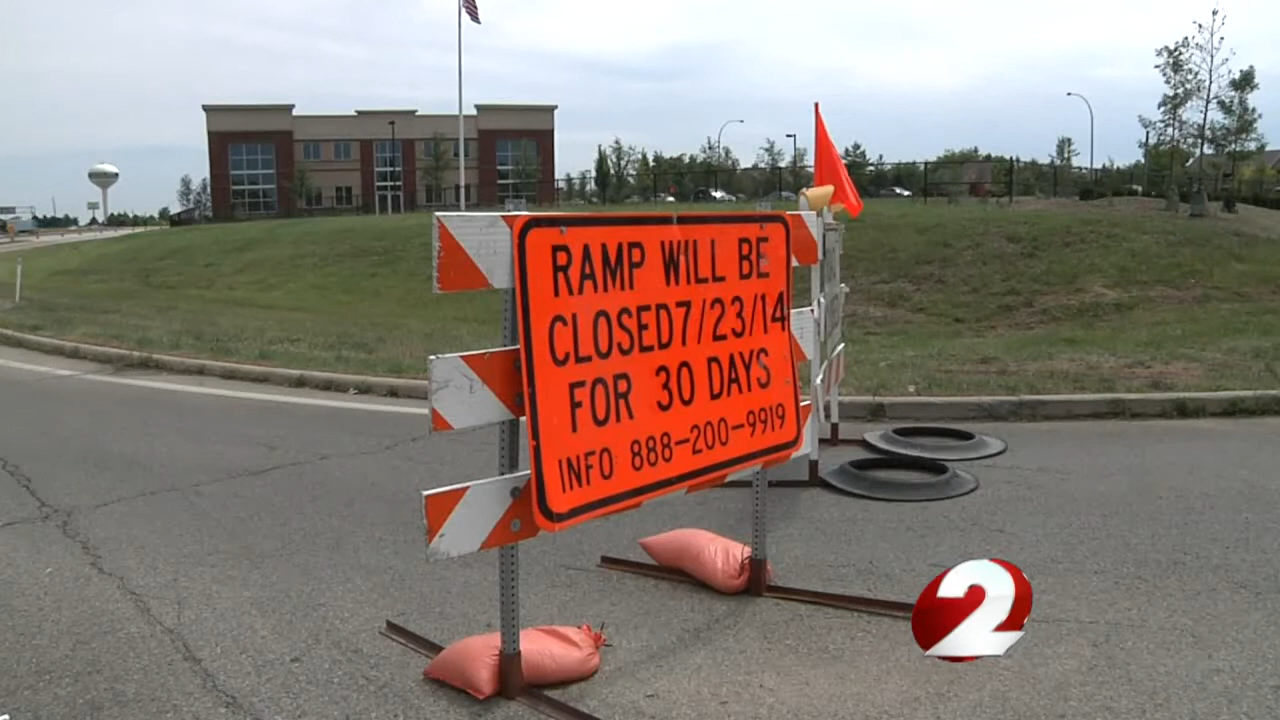 RAMP WILL BE
CLOSED7/23/14
FOR 30 DAYS
INFO 888-200-9919
2